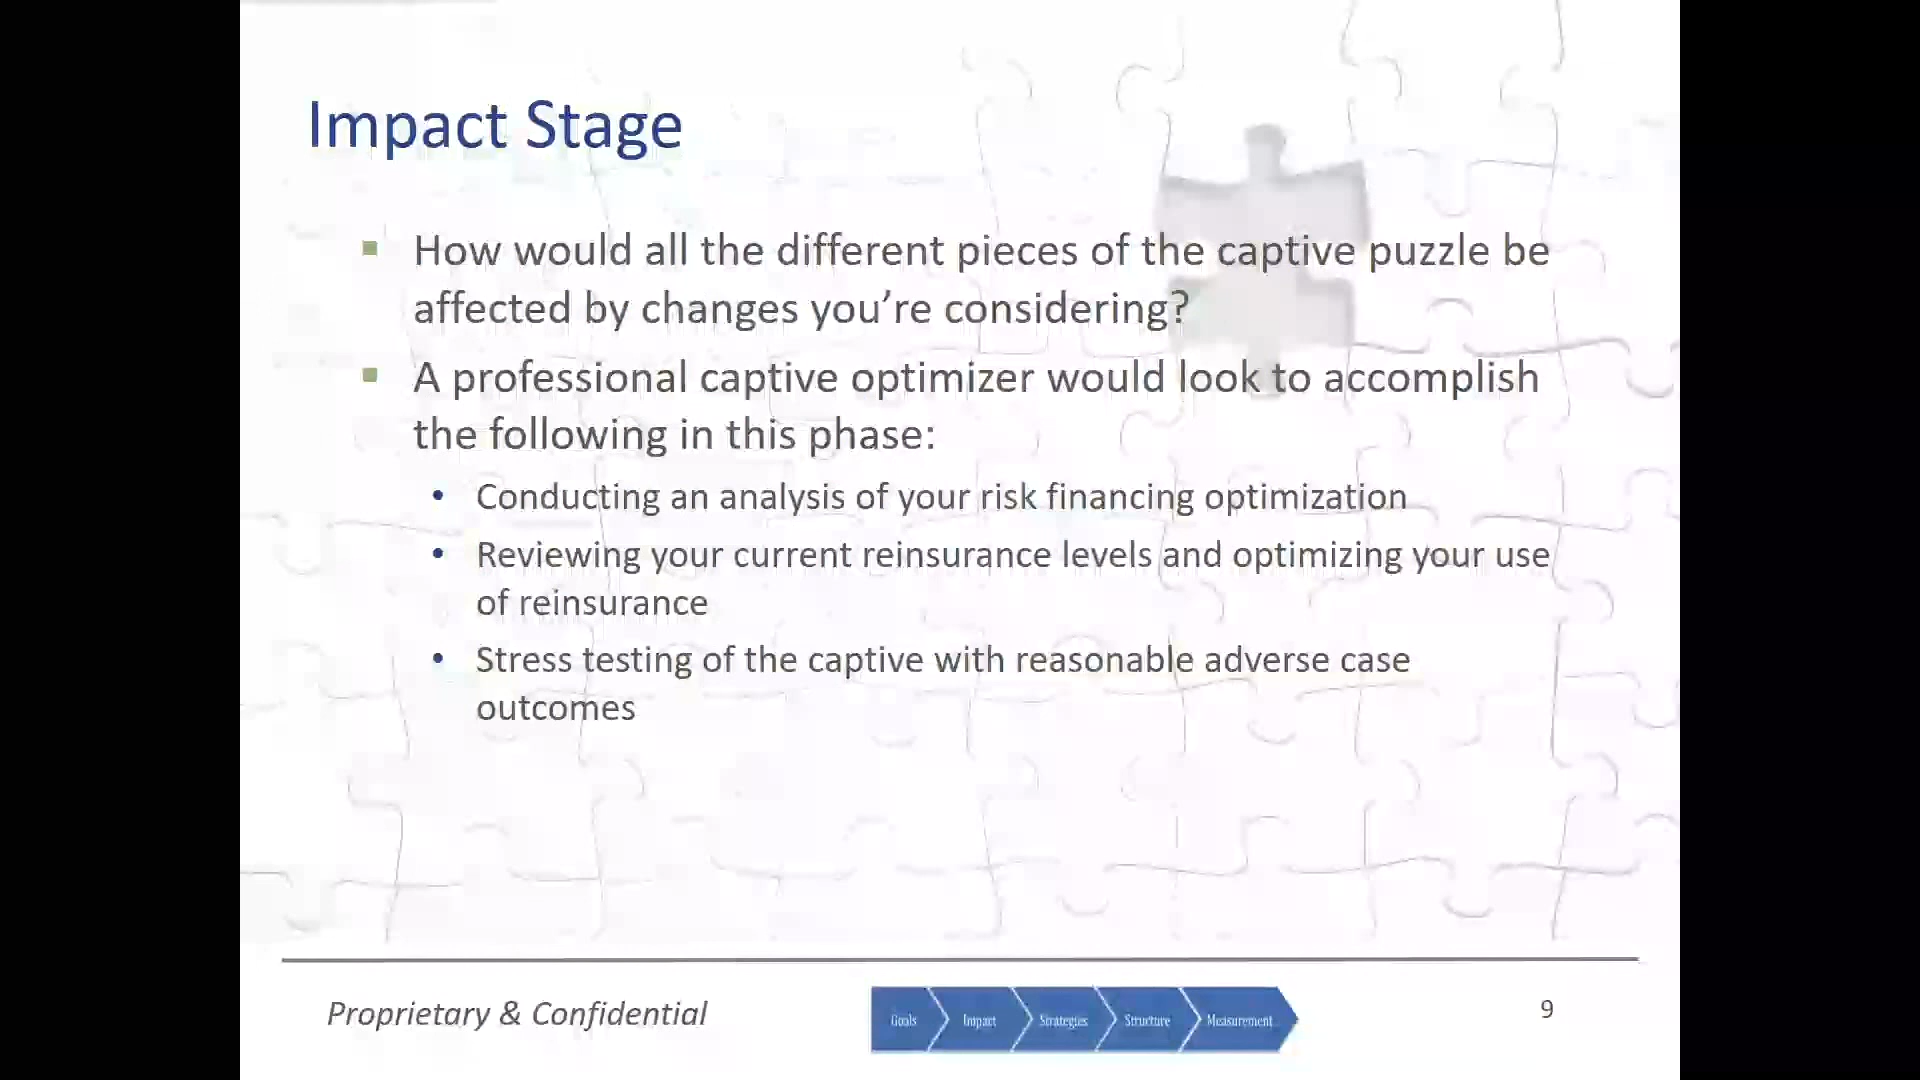 Impact Stage
How would all the different pieces of the captive puzzle be
affected by changes you’re considering?
A professional captive optimizer would look to accomplish
the following in this phase:
Conducting an analysis of your risk financing optimization
Reviewing your current reinsurance levels and optimizing your use
of reinsurance
Stress testing of the captive with reasonable adverse case
outcomes
Proprietary & Confidential
Goals
Impact
Strategies
Structure
Measurement
9